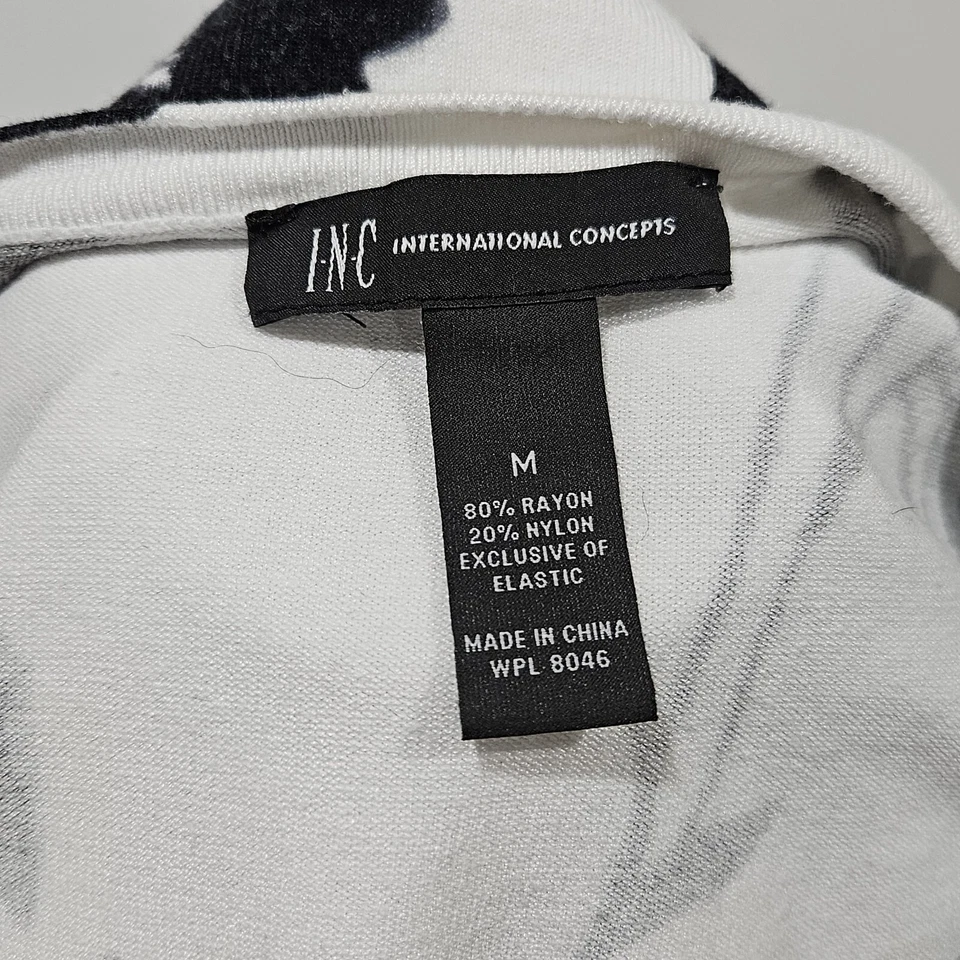 I·N·C INTERNATIONAL CONCEPTS
M
80% RAYON
20% NYLON
EXCLUSIVE OF
ELASTIC
MADE IN CHINA
WPL 8046